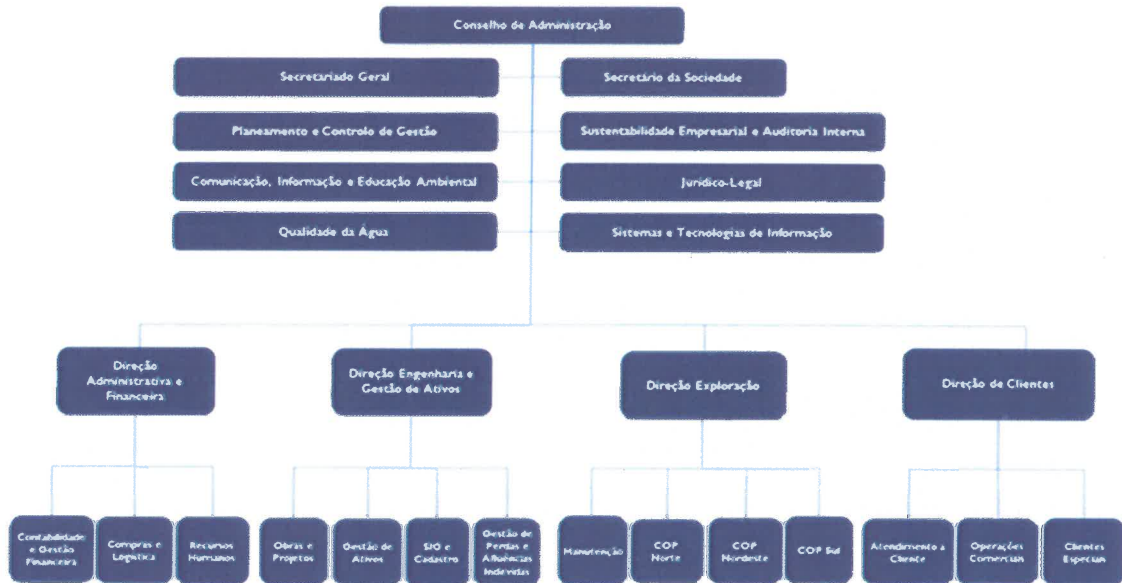 Conselho de Administração
Secretariado Geral
Secretário da Sociedade
Planeamento e Controlo de Gestão
Sustentabilidade Empresarial e Auditoria Interna
Comunicação, Informação e Educação Ambiental
Jurídico-Legal
Qualidade da Água
Sistemas e Tecnologias de Informação
Direção
Administrativa e
Financeira
Direção Engenharia e
Gestão de Ativos
Direção Exploração
Direção de Clientes
Contabilidade
e Gestão
Financeira
Compras e
Logística
Recursos
Humanos
Obras e
Projetos
Gestão de
Ativos
e
Cadastro
Gestão de
Perdas e
Afluências
Indevidas
Manutenção
COP
Norte
COP
Nordeste
COP Sul
Atendimento a
Cliente
Operações
Comerciais
Clientes
Especiais